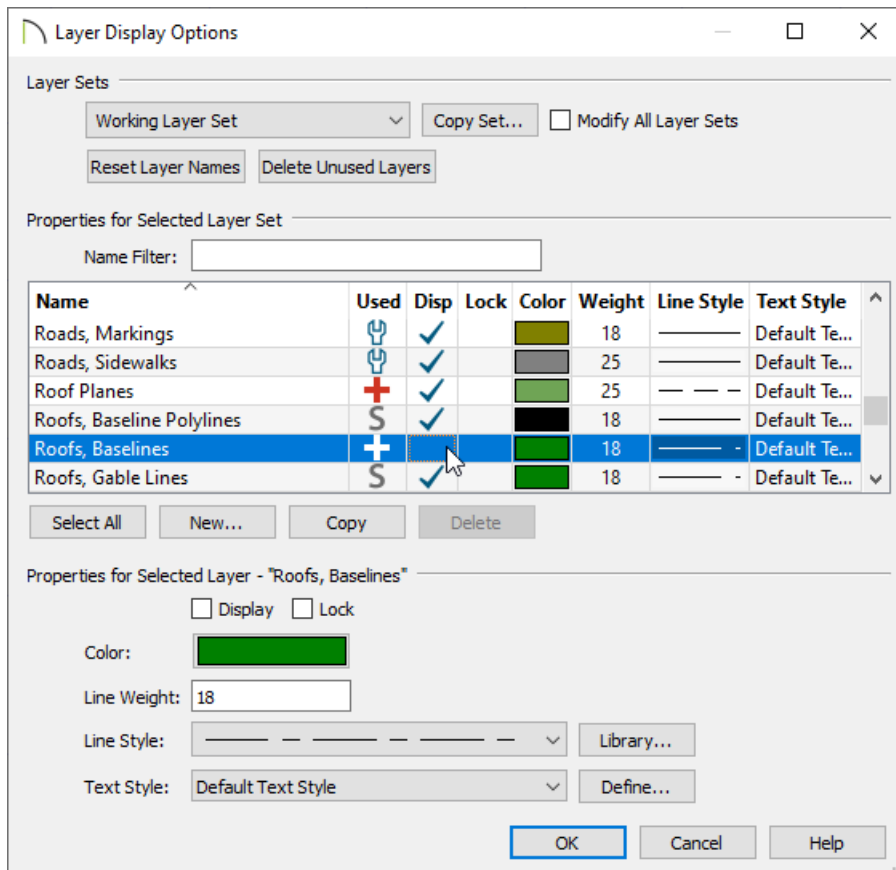 Layer Display Options
Layer Sets
Working Layer Set Copy Set... Modify All Layer Sets
Reset Layer Names Delete Unused Layers
Properties for Selected Layer Set
Name Filter:
Name Used Disp Lock Color Weight Line Style Text Style
Roads, Markings 18 Default Te...
Roads, Sidewalks 25 Default Te...
Roof Planes 25 Default Te...
Roofs, Baseline Polylines S 18 Default Te...
Roofs, Baselines 18 Default Te...
Roofs, Gable Lines S 18 Default Te...
Select All New... Copy Delete
Properties for Selected Layer - "Roofs, Baselines"
Display Lock
Color:
Line Weight: 18
Line Style: Library...
Text Style: Default Text Style Define...
OK Cancel Help